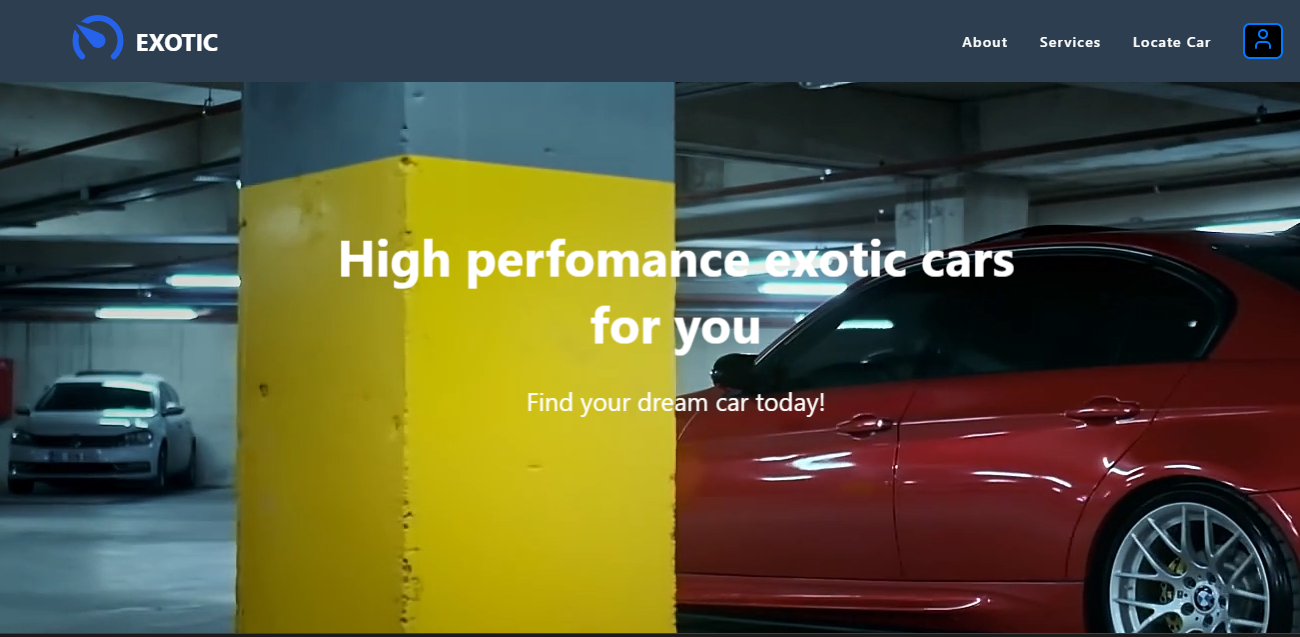 EXOTIC
About Services Locate Car
High perfomance exotic cars
for you
Find your dream car today!